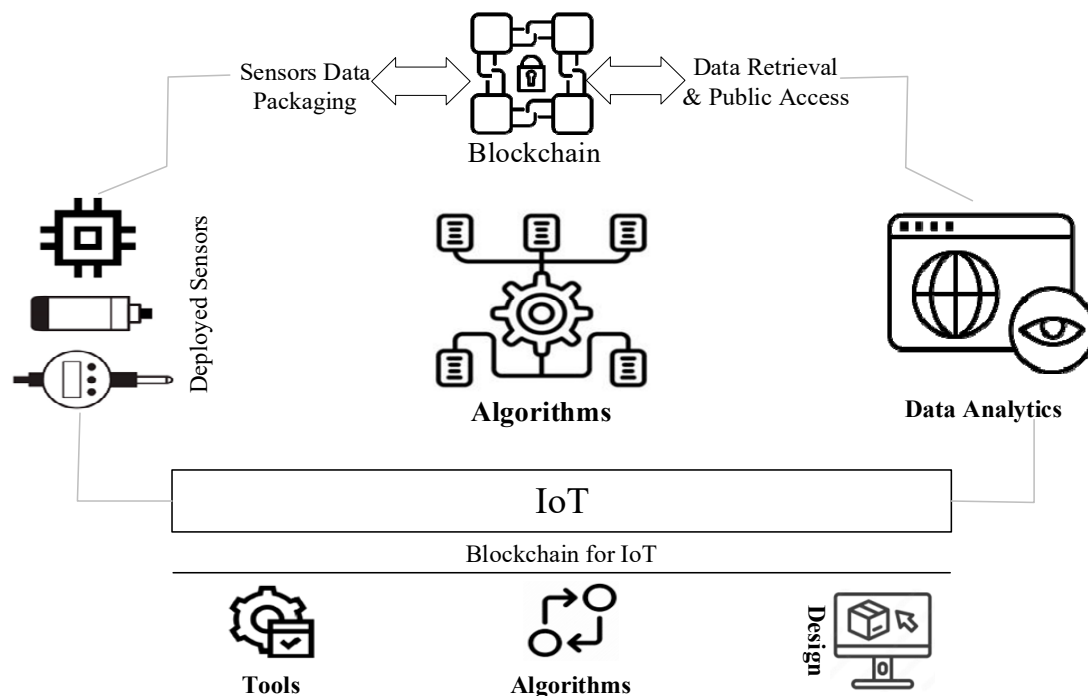 Sensors Data
Packaging
Data Retrieval
& Public Access
Blockchain
Deployed Sensors
Algorithms
Data Analytics
IoT
Blockchain for IoT
Tools
Algorithms
Design